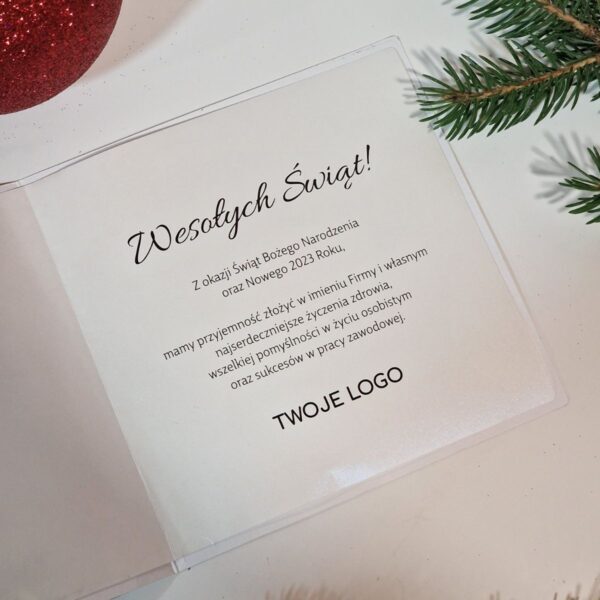 Wesołych Świąt!
Z okazji Świąt Bożego Narodzenia
oraz Nowego 2023 Roku,
mamy przyjemność złożyć w imieniu Firmy i własnym
najserdeczniejsze życzenia zdrowia,
wszelkiej pomyślności w życiu osobistym
oraz sukcesów w pracy zawodowej.
TWOJE LOGO